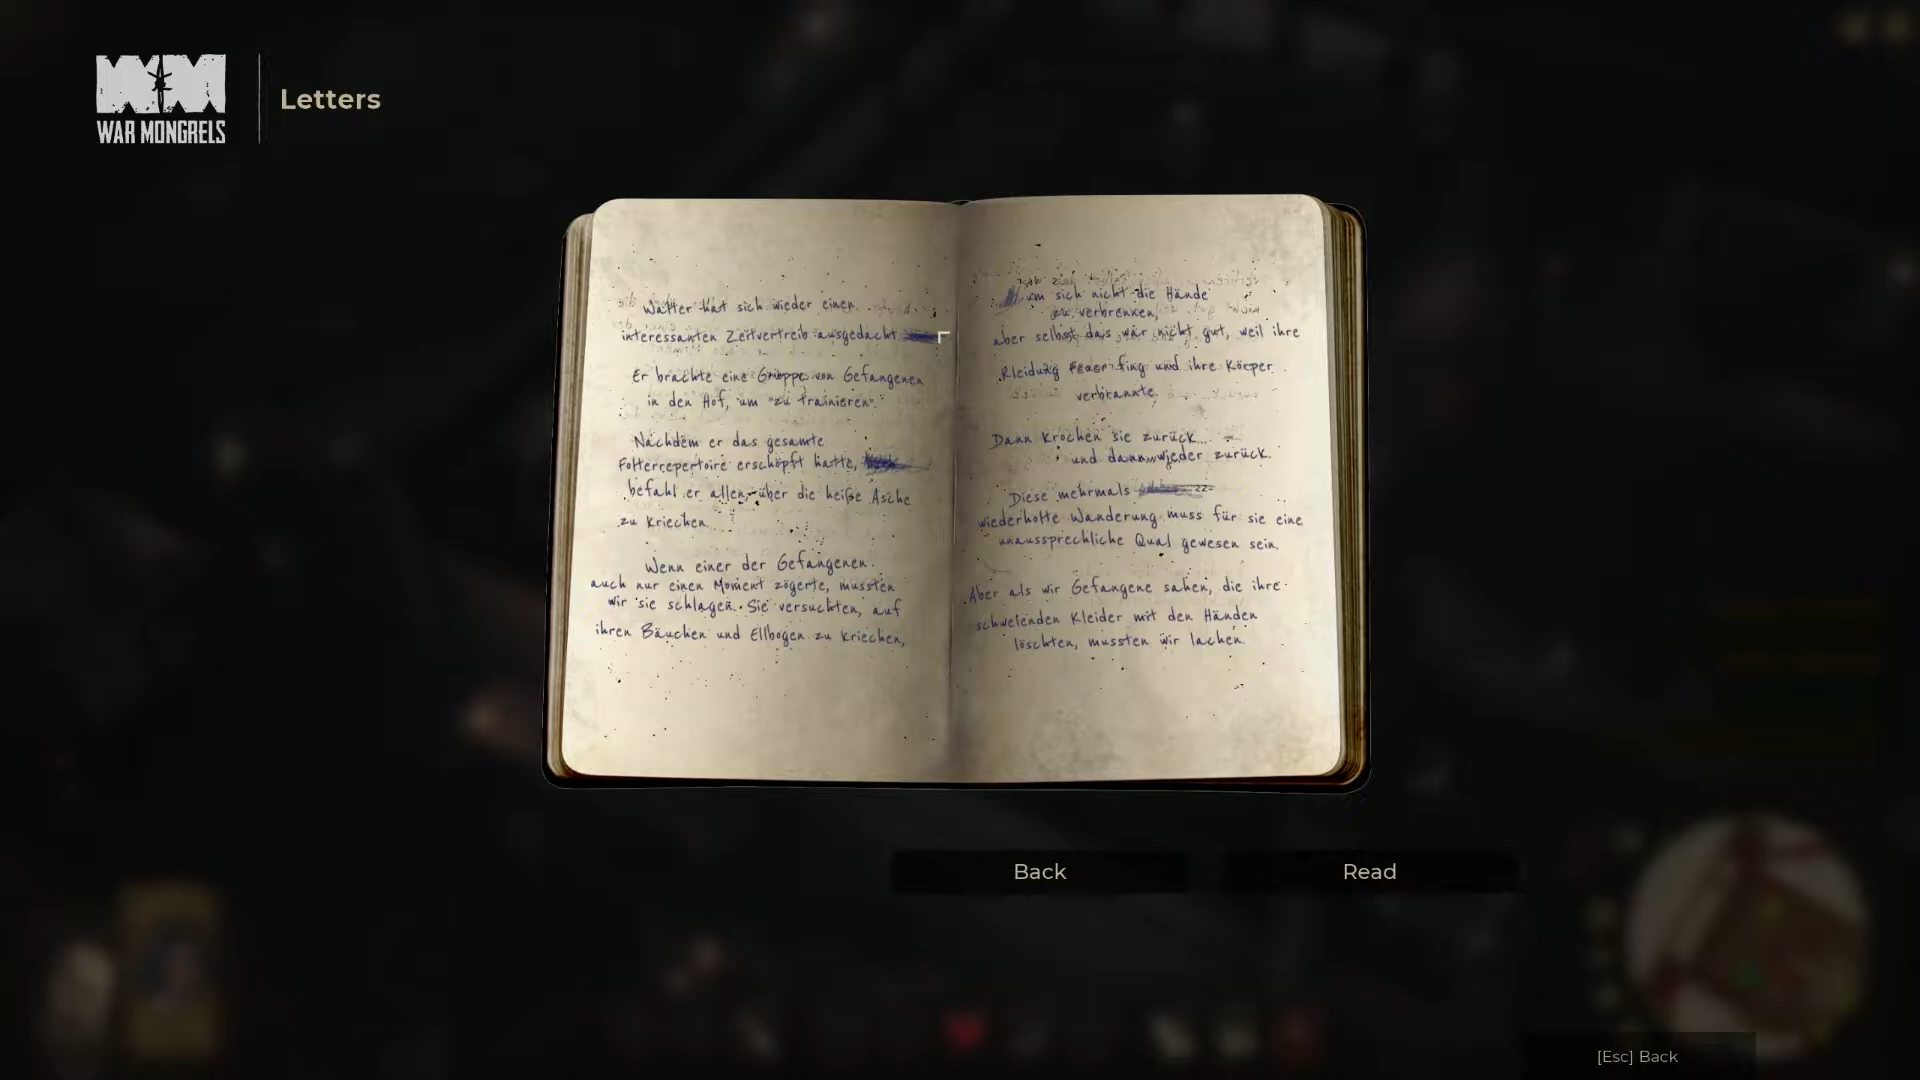 WAR MONGRELS
Letters
Walter hat sich wieder einen
interessanten Zeitvertreib ausgedacht
Er brachte eine Gruppe von Gefangenen
in den Hof, um "zu trainieren".
Nachdem er das gesamte
Folterrepertoire erschöpft hatte,
befahl er allen, über die heiße Asche
zu kriechen.
Wenn einer der Gefangenen
auch nur einen Moment zögerte, mussten
wir sie schlagen. Sie versuchten, auf
ihren Bäuchen und Ellbogen zu kriechen,
um sich nicht die Hände
zu verbrennen,
aber selbst das war nicht gut, weil ihre
Kleidung Feuer fing und ihre Körper
verbrannte.
Dann krochen sie zurück...
und dann wieder zurück.
Diese mehrmals
wiederholte Wanderung muss für sie eine
unaussprechliche Qual gewesen sein.
Aber als wir Gefangene sahen, die ihre
schwelenden Kleider mit den Händen
löschten, mussten wir lachen.
Back
Read
[Esc] Back